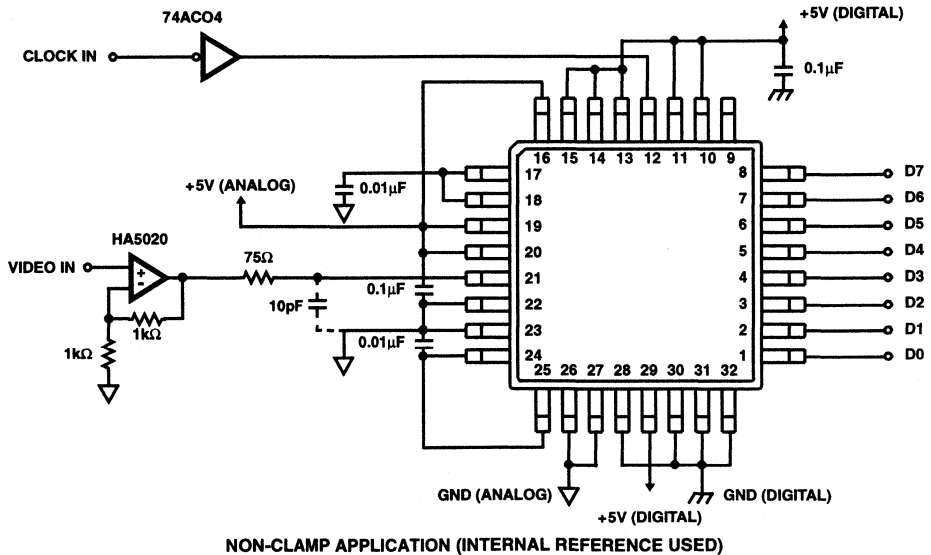 74ACO4
+5V (DIGITAL)
CLOCK IN
0.1µF
16 15 14 13 12 11 10 9
17
18
19
20
21
22
23
24
8
7
6
5
4
3
2
1
25 26 27 28 29 30 31 32
D7
D6
D5
D4
D3
D2
D1
D0
0.01µF
+5V (ANALOG)
HA5020
VIDEO IN
+
-
75Ω
10pF
0.1µF
0.01µF
1kΩ
1kΩ
GND (ANALOG)
+5V (DIGITAL)
GND (DIGITAL)
NON-CLAMP APPLICATION (INTERNAL REFERENCE USED)